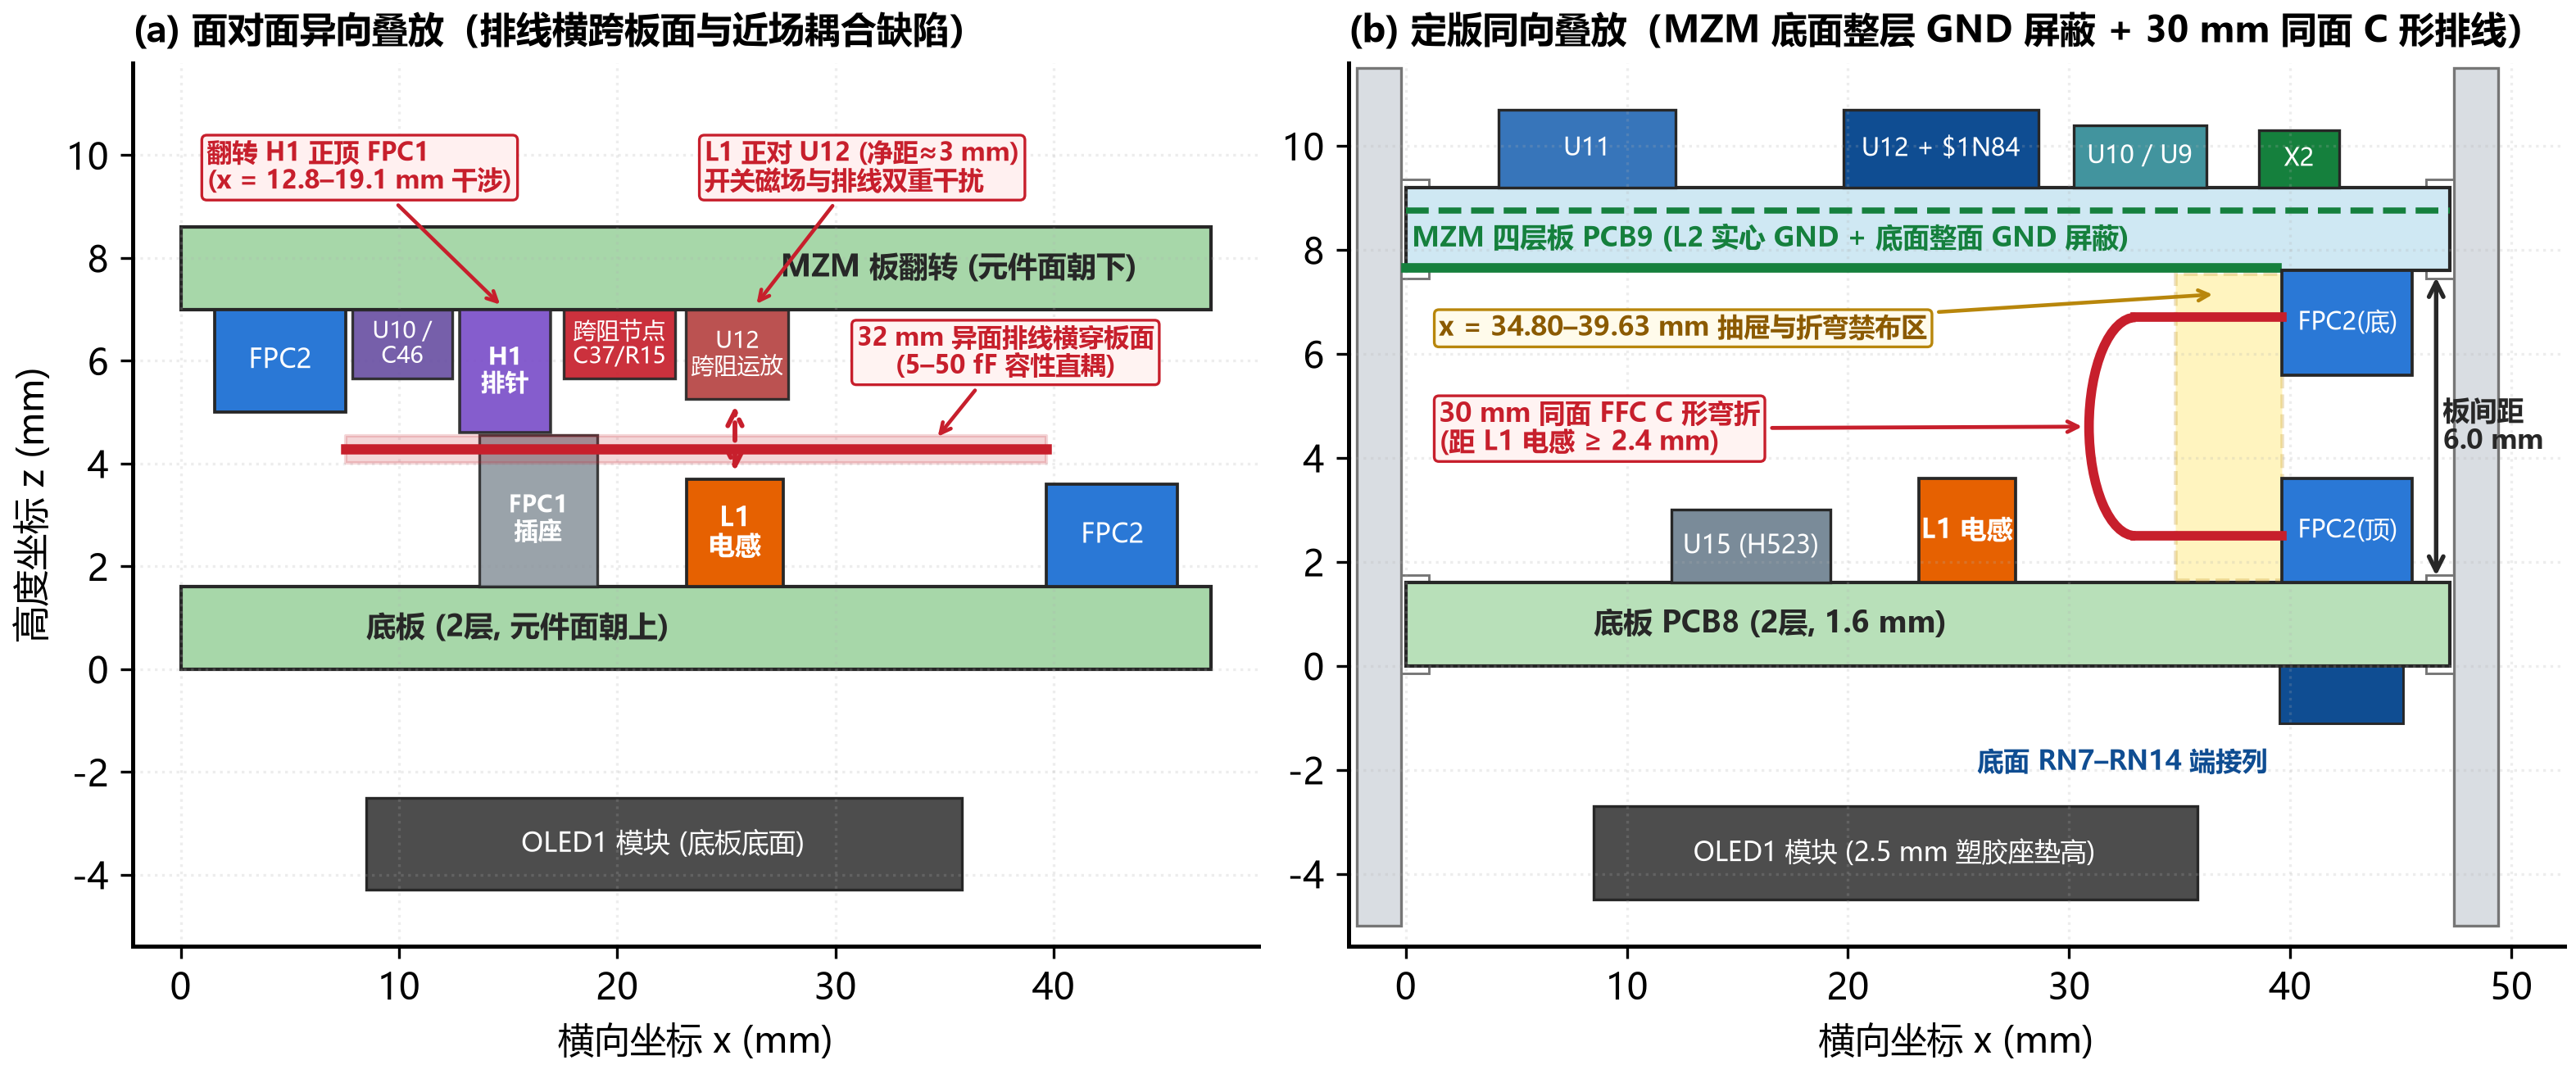 (a) 面对面异向叠放（排线横跨板面与近场耦合缺陷）
高度坐标 z (mm)
10
8
6
4
2
0
-2
-4
翻转 H1 正顶 FPC1
(x = 12.8–19.1 mm 干涉)
L1 正对 U12 (净距≈3 mm)
开关磁场与排线双重干扰
MZM 板翻转 (元件面朝下)
FPC2
U10 /
C46
H1
排针
跨阻节点
C37/R15
U12
跨阻运放
32 mm 异面排线横穿板面
(5–50 fF 容性直耦)
FPC1
插座
L1
电感
FPC2
底板 (2层, 元件面朝上)
OLED1 模块 (底板底面)
0
10
20
30
40
横向坐标 x (mm)
(b) 定版同向叠放（MZM 底面整层 GND 屏蔽 + 30 mm 同面 C 形排线）
10
8
6
4
2
0
-2
-4
U11
U12 + $1N84
U10 / U9
X2
MZM 四层板 PCB9 (L2 实心 GND + 底面整面 GND 屏蔽)
x = 34.80–39.63 mm 抽屉与折弯禁布区
FPC2(底)
30 mm 同面 FFC C 形弯折
(距 L1 电感 ≥ 2.4 mm)
板间距
6.0 mm
U15 (H523)
L1 电感
FPC2(顶)
底板 PCB8 (2层, 1.6 mm)
底面 RN7–RN14 端接列
OLED1 模块 (2.5 mm 塑胶座垫高)
0
10
20
30
40
50
横向坐标 x (mm)